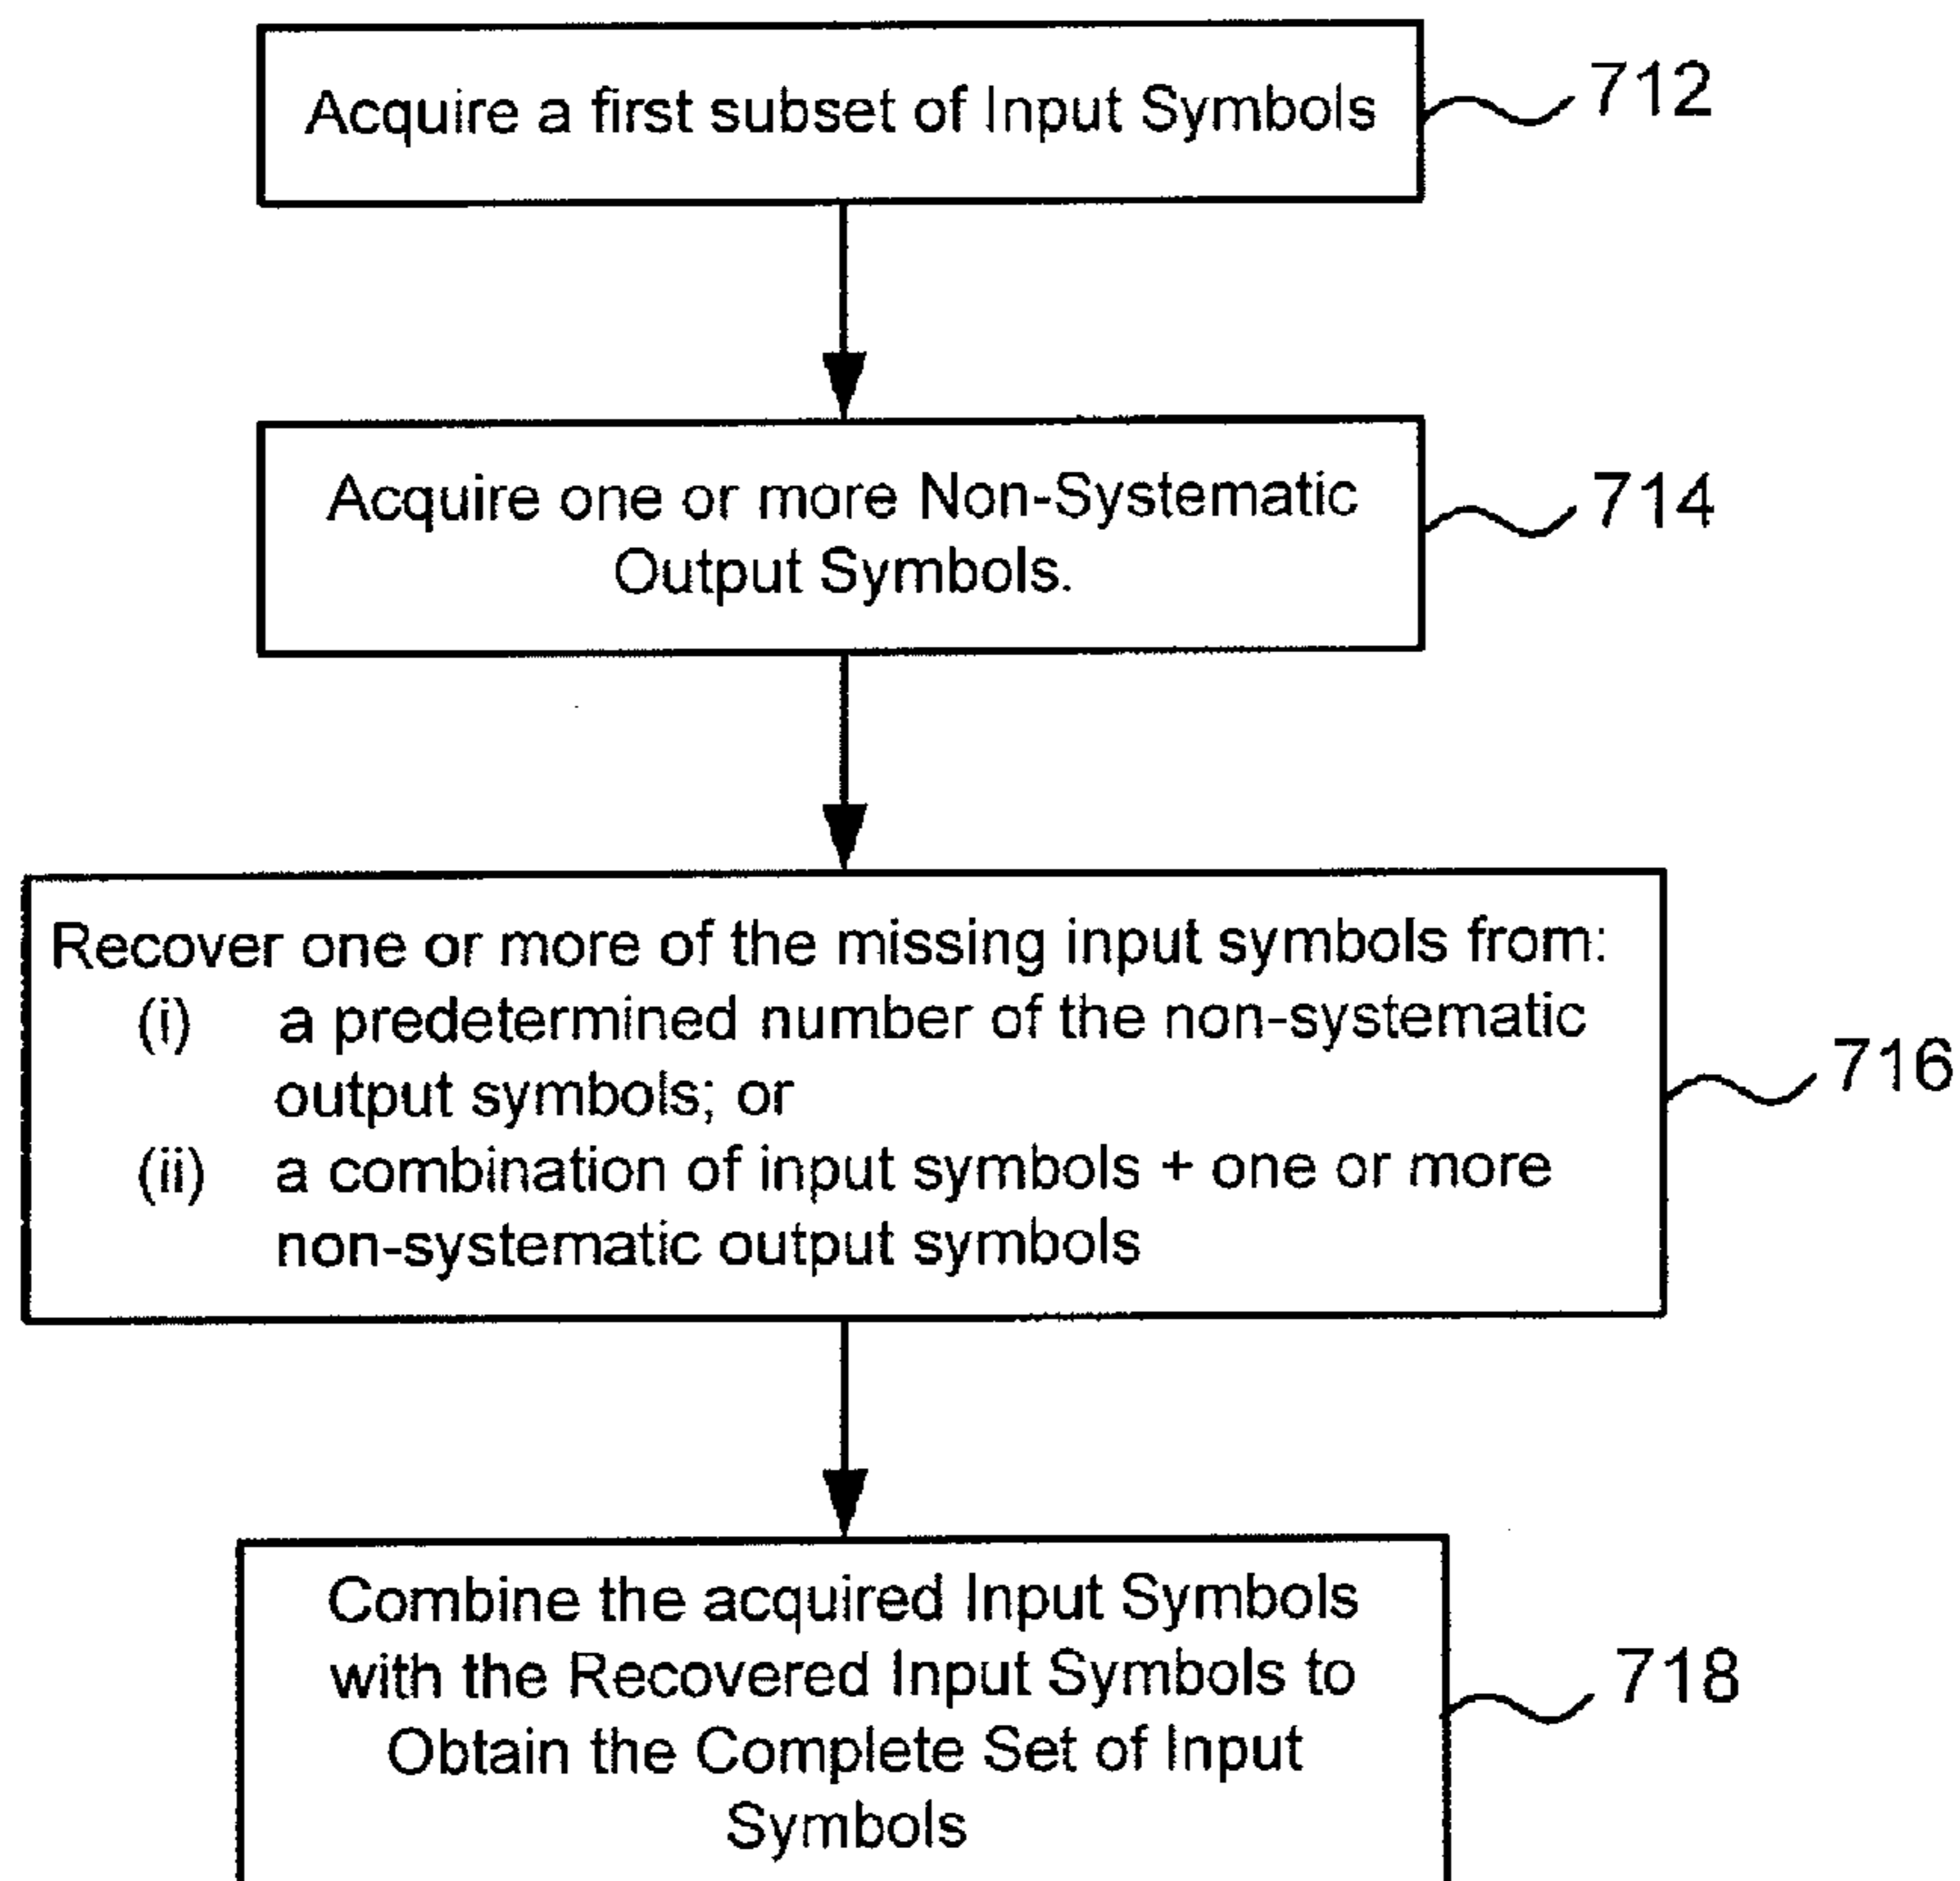 Acquire a first subset of Input Symbols
712
Acquire one or more Non-Systematic
Output Symbols.
714
Recover one or more of the missing input symbols from:
(i) a predetermined number of the non-systematic
output symbols; or
(ii) a combination of input symbols + one or more
non-systematic output symbols
716
Combine the acquired Input Symbols
with the Recovered Input Symbols to
Obtain the Complete Set of Input
Symbols
718